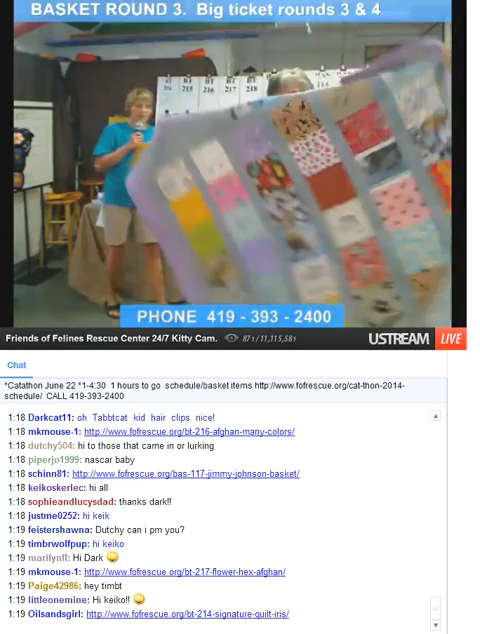 BASKET ROUND 3. Big ticket rounds 3 & 4
215 216 217 218
PHONE 419 - 393 - 2400
Friends of Felines Rescue Center 24/7 Kitty Cam. 871/11,115,581 USTREAM LIVE
Chat
*Catathon June 22 *1-4:30 1 hours to go schedule/basket items http://www.fofrescue.org/cat-thon-2014-
schedule/ CALL 419-393-2400
1:18 Darkcat11: oh Tabbtcat kid hair clips nice!
1:18 mkmouse-1: http://www.fofrescue.org/bt-216-afghan-many-colors/
1:18 dutchy504: hi to those that came in or lurking
1:18 piperjo1999: nascar baby
1:18 schinn81: http://www.fofrescue.org/bas-117-jimmy-johnson-basket/
1:18 keikoskerlec: hi all
1:18 sophieandlucysdad: thanks dark!!
1:18 justme0252: hi keik
1:19 feistershawna: Dutchy can i pm you?
1:19 timbrwolfpup: hi keiko
1:19 marilynfl: Hi Dark
1:19 mkmouse-1: http://www.fofrescue.org/bt-217-flower-hex-afghan/
1:19 Paige42986: hey timbt
1:19 littleonemine: Hi keiko!!
1:19 Oilsandsgirl: http://www.fofrescue.org/bt-214-signature-quilt-iris/